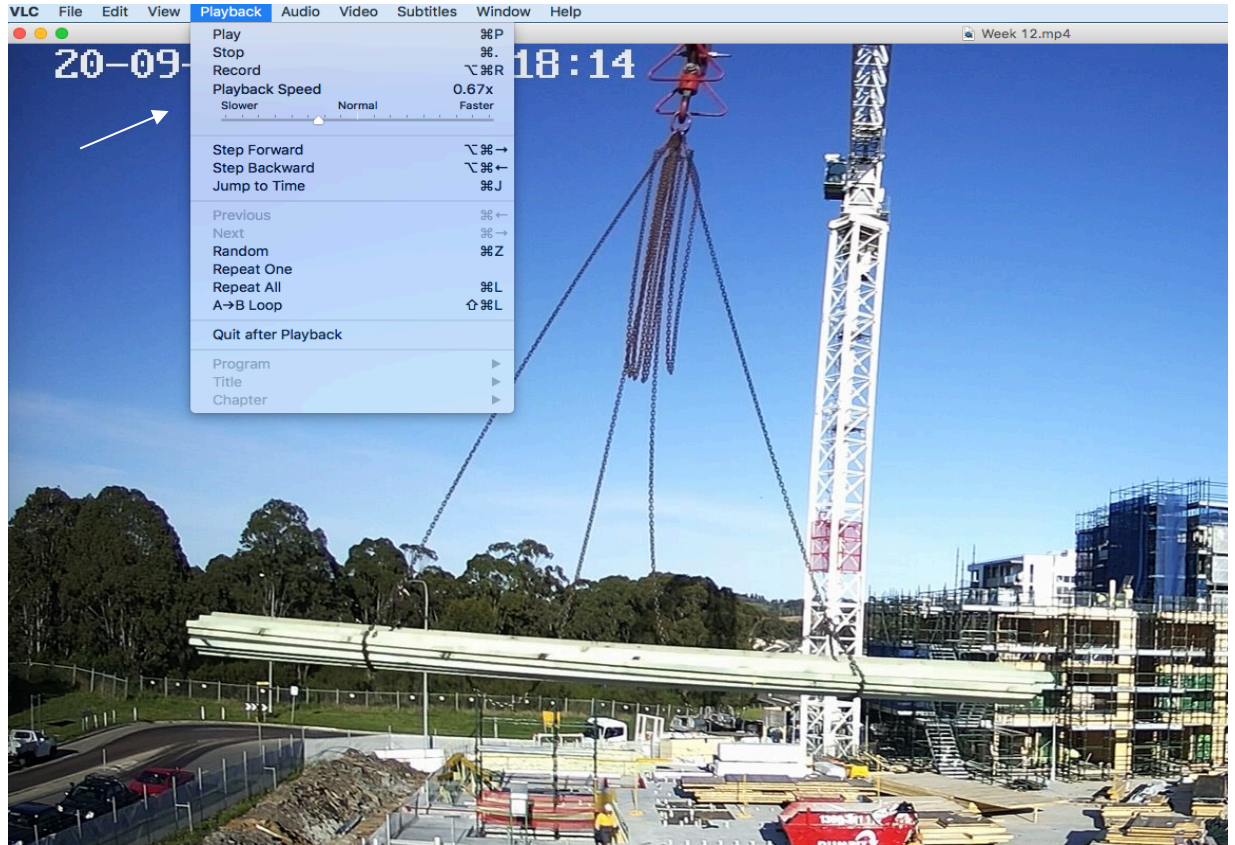 VLC File Edit View Playback Audio Video Subtitles Window Help
Week 12.mp4
20-09- 18:14
Play ⌘P
Stop ⌘.
Record ⌥⌘R
Playback Speed 0.67x
Slower Normal Faster
Step Forward ⌥⌘→
Step Backward ⌥⌘←
Jump to Time ⌘J
Previous ⌘←
Next ⌘→
Random ⌘Z
Repeat One
Repeat All ⌘L
A→B Loop ⇧⌘L
Quit after Playback
Program ▶
Title ▶
Chapter ▶